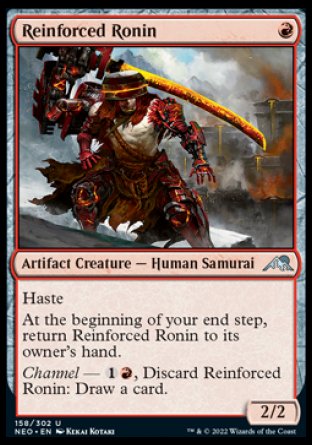 Reinforced Ronin
Artifact Creature — Human Samurai
Haste
At the beginning of your end step,
return Reinforced Ronin to its
owner's hand.
Channel — 1R, Discard Reinforced
Ronin: Draw a card.
2/2
158/302 U
NEO • EN KEKAI KOTAKI
™ & © 2022 Wizards of the Coast